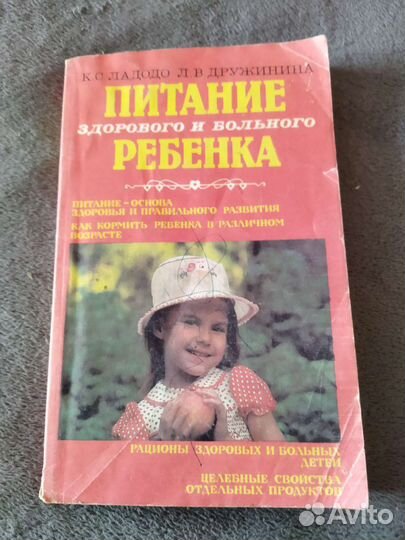 К С ЛАДОДО Л В ДРУЖИНИНА
ПИТАНИЕ
ЗДОРОВОГО И БОЛЬНОГО
РЕБЕНКА
ПИТАНИЕ – ОСНОВА
ЗДОРОВЬЯ И ПРАВИЛЬНОГО РАЗВИТИЯ
КАК КОРМИТЬ РЕБЕНКА В РАЗЛИЧНОМ
ВОЗРАСТЕ
РАЦИОНЫ ЗДОРОВЫХ И БОЛЬНЫХ
ДЕТЕЙ
ЦЕЛЕБНЫЕ СВОЙСТВА
ОТДЕЛЬНЫХ ПРОДУКТОВ
Avito